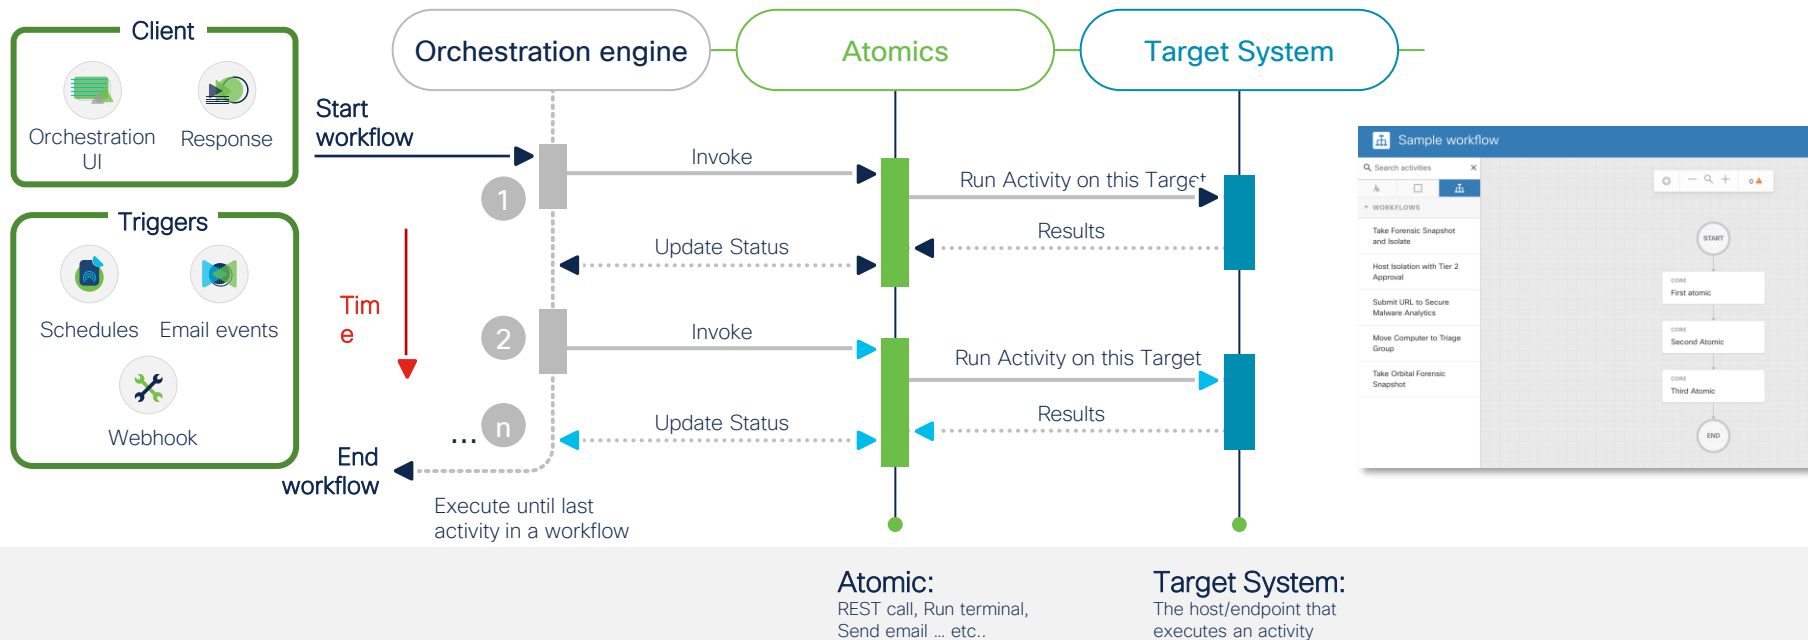 Client
Orchestration
UI
Response
Triggers
Schedules
Email events
Webhook
Orchestration engine
Atomics
Target System
Start
workflow
Invoke
1
Run Activity on this Target
Results
Update Status
Tim
e
2
Invoke
Run Activity on this Target
Results
Update Status
... n
End
workflow
Execute until last
activity in a workflow
Sample workflow
Search activities
WORKFLOWS
Take Forensic Snapshot
and Isolate
Host Isolation with Tier 2
Approval
Submit URL to Secure
Malware Analytics
Move Computer to Triage
Group
Take Orbital Forensic
Snapshot
0
START
CORE
First atomic
CORE
Second Atomic
CORE
Third Atomic
END
Atomic:
REST call, Run terminal,
Send email ... etc..
Target System:
The host/endpoint that
executes an activity